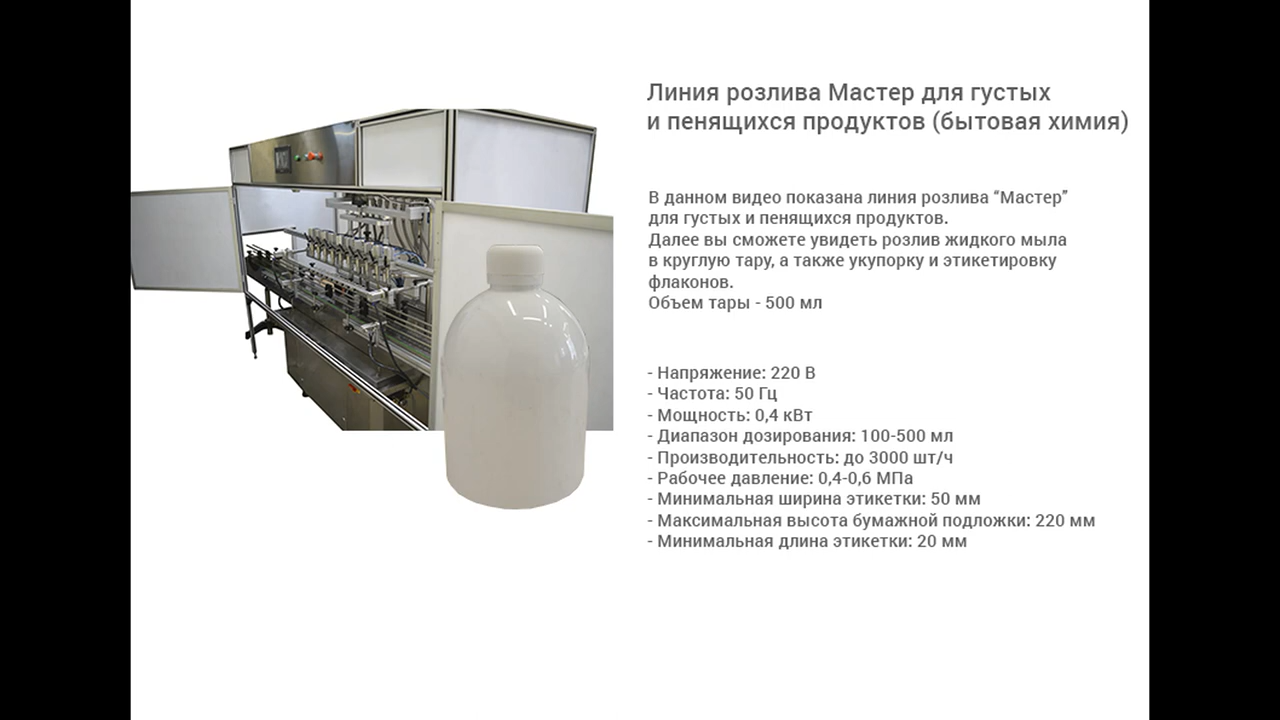 Линия розлива Мастер для густых
и пенящихся продуктов (бытовая химия)
В данном видео показана линия розлива “Мастер”
для густых и пенящихся продуктов.
Далее вы сможете увидеть розлив жидкого мыла
в круглую тару, а также укупорку и этикетировку
флаконов.
Объем тары - 500 мл
- Напряжение: 220 В
- Частота: 50 Гц
- Мощность: 0,4 кВт
- Диапазон дозирования: 100-500 мл
- Производительность: до 3000 шт/ч
- Рабочее давление: 0,4-0,6 МПа
- Минимальная ширина этикетки: 50 мм
- Максимальная высота бумажной подложки: 220 мм
- Минимальная длина этикетки: 20 мм